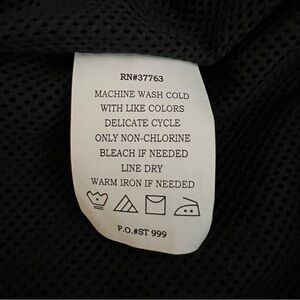 RN#37763
MACHINE WASH COLD
WITH LIKE COLORS
DELICATE CYCLE
ONLY NON-CHLORINE
BLEACH IF NEEDED
LINE DRY
WARM IRON IF NEEDED
P.O.#ST 999